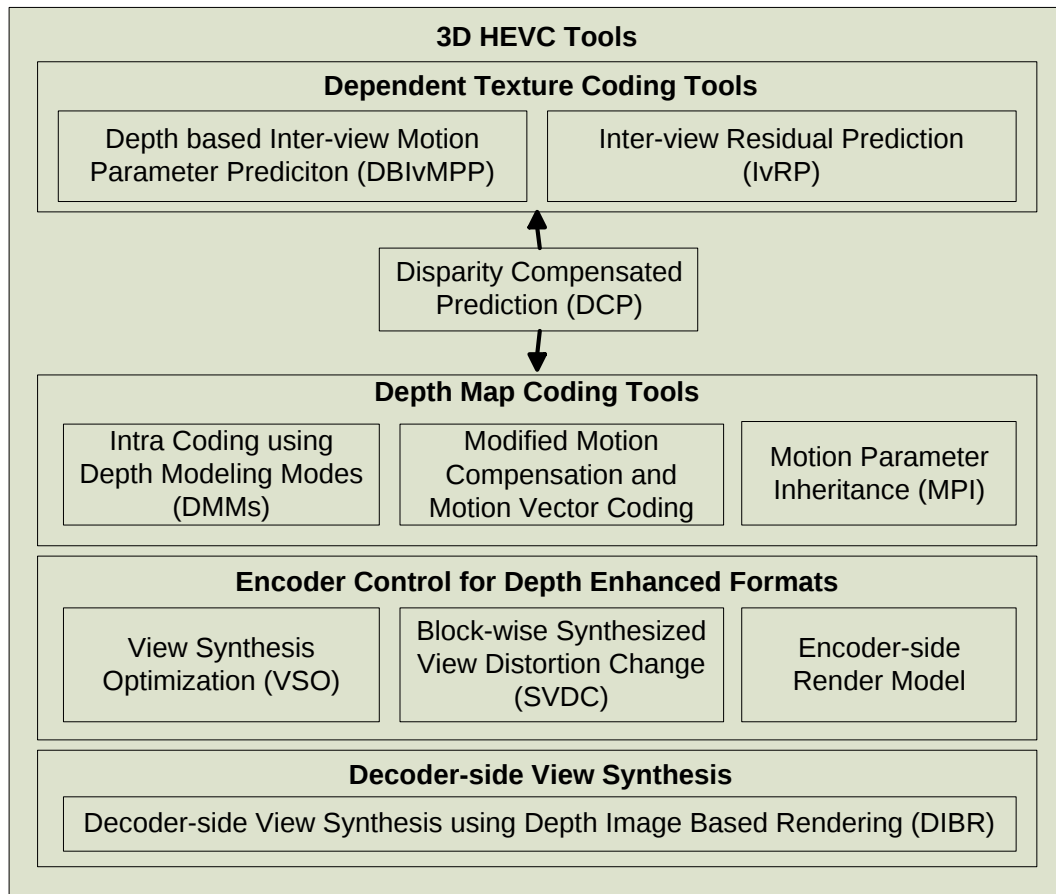 3D HEVC Tools
Dependent Texture Coding Tools
Depth based Inter-view Motion
Parameter Prediciton (DBIvMPP)
Inter-view Residual Prediction
(IvRP)
Disparity Compensated
Prediction (DCP)
Depth Map Coding Tools
Intra Coding using
Depth Modeling Modes
(DMMs)
Modified Motion
Compensation and
Motion Vector Coding
Motion Parameter
Inheritance (MPI)
Encoder Control for Depth Enhanced Formats
View Synthesis
Optimization (VSO)
Block-wise Synthesized
View Distortion Change
(SVDC)
Encoder-side
Render Model
Decoder-side View Synthesis
Decoder-side View Synthesis using Depth Image Based Rendering (DIBR)